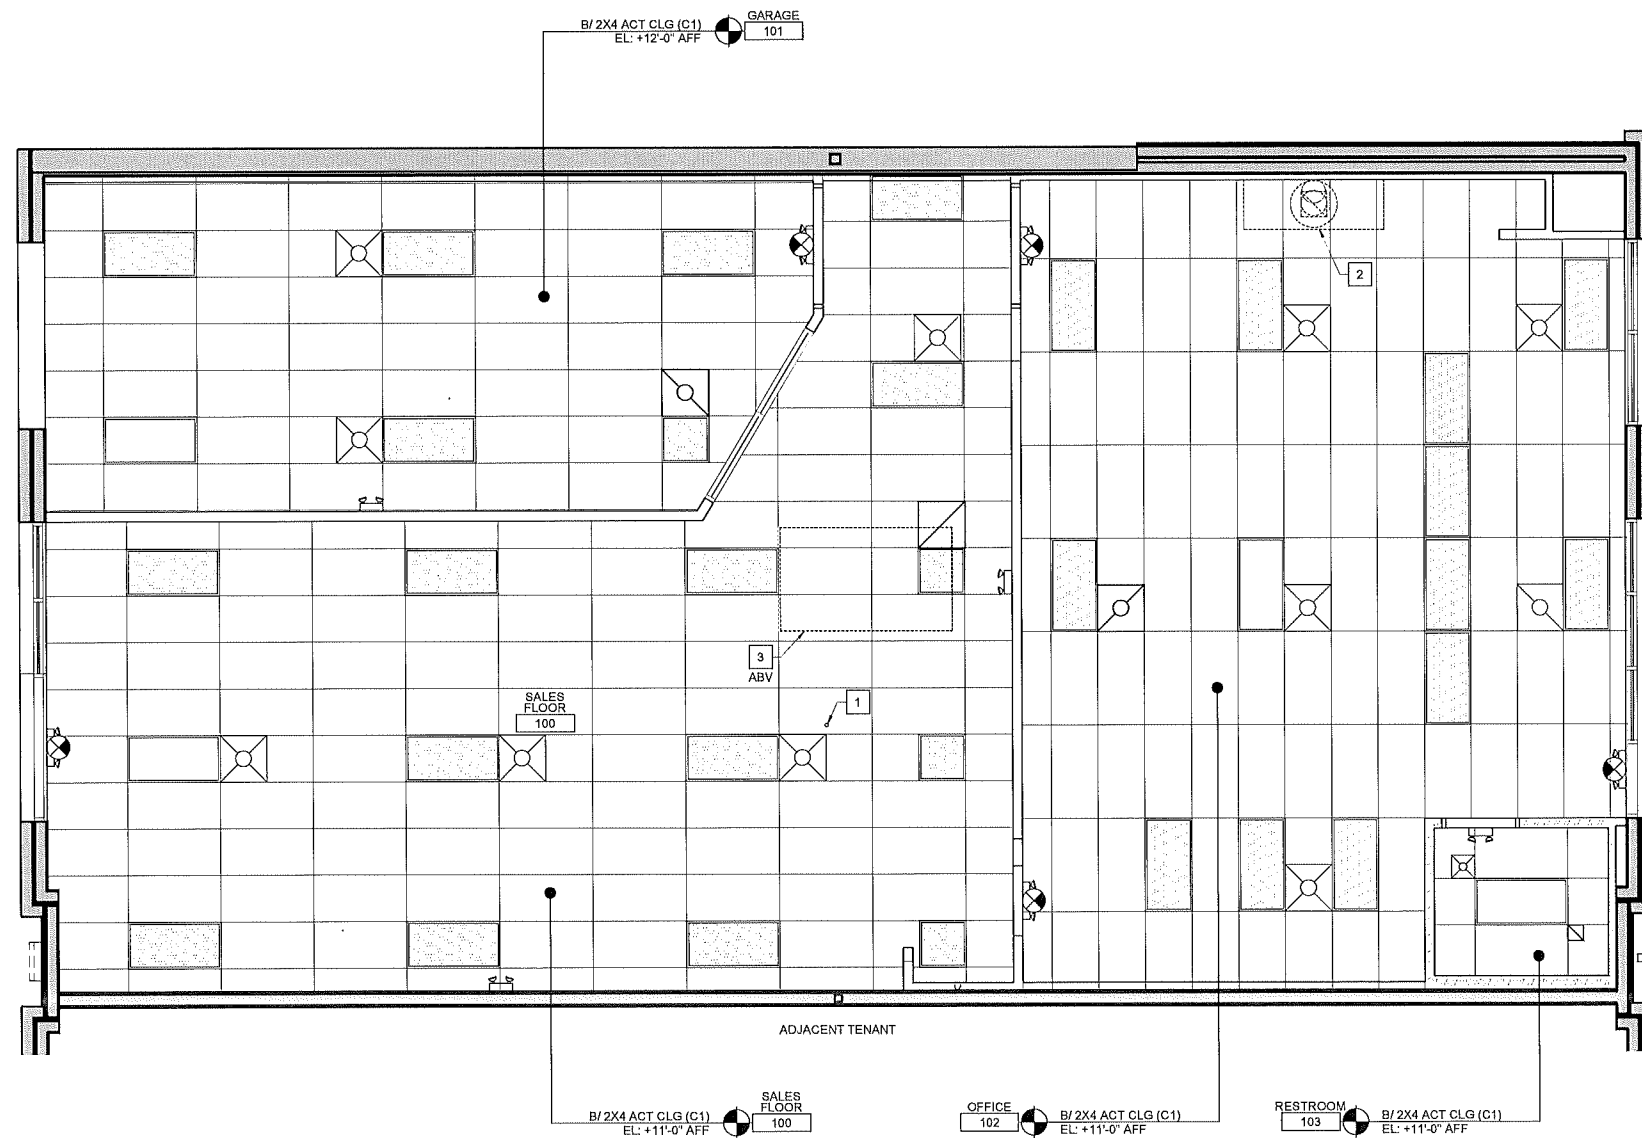 GARAGE
B/ 2X4 ACT CLG (C1)
101
EL: +12'-0" AFF
2
3
ABV
1
SALES
FLOOR
100
ADJACENT TENANT
SALES
FLOOR
B/ 2X4 ACT CLG (C1)
100
EL: +11'-0" AFF
OFFICE
102
B/ 2X4 ACT CLG (C1)
EL: +11'-0" AFF
RESTROOM
103
B/ 2X4 ACT CLG (C1)
EL: +11'-0" AFF